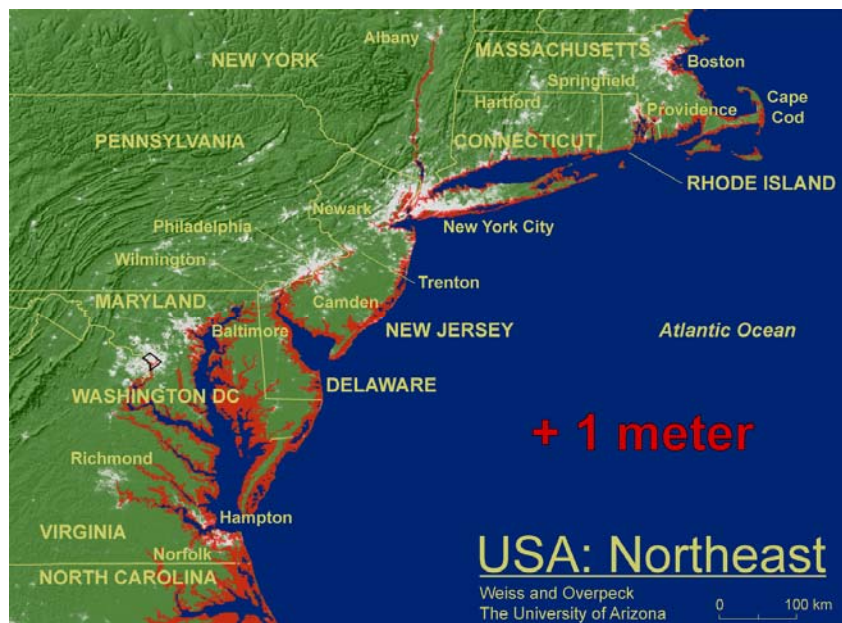 Albany
NEW YORK
MASSACHUSETTS
Boston
Springfield
Hartford
Providence
Cape
Cod
PENNSYLVANIA
CONNECTICUT
RHODE ISLAND
Newark
Philadelphia
New York City
Wilmington
Trenton
MARYLAND
Camden
Baltimore
NEW JERSEY
Atlantic Ocean
WASHINGTON DC
DELAWARE
+ 1 meter
Richmond
Hampton
VIRGINIA
Norfolk
USA: Northeast
NORTH CAROLINA
Weiss and Overpeck
The University of Arizona
0 100 km